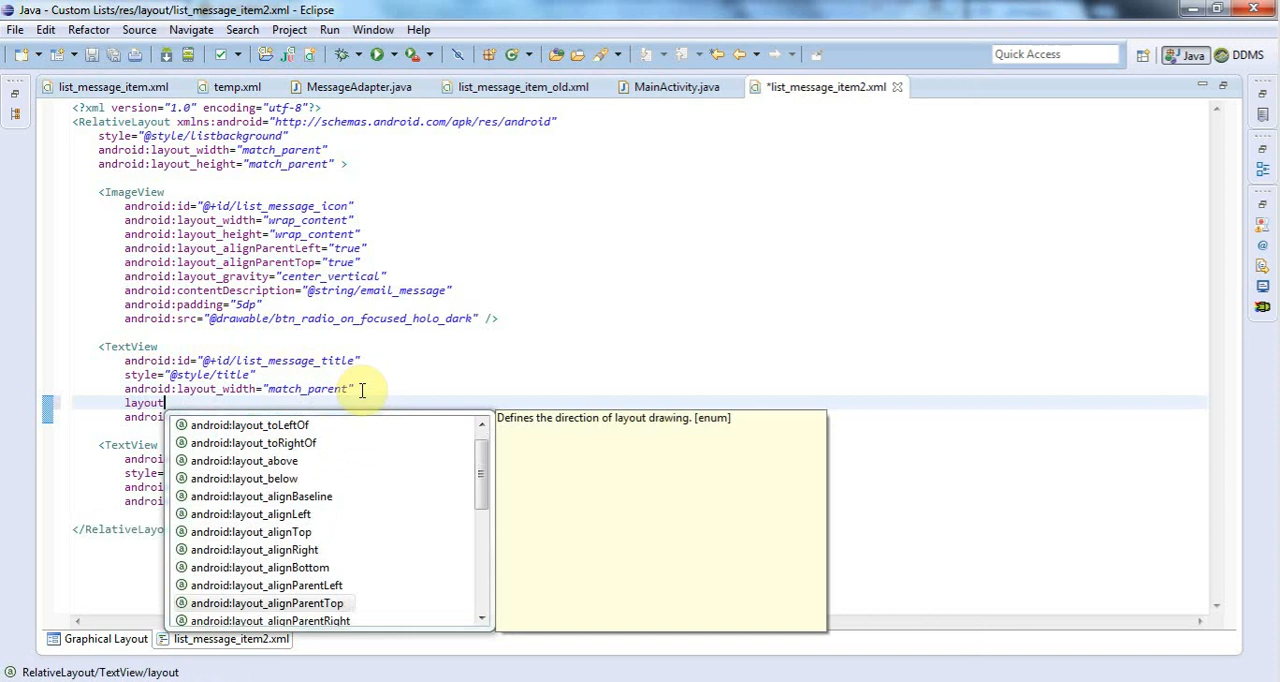 Java - Custom Lists/res/layout/list_message_item2.xml - Eclipse
File Edit Refactor Source Navigate Search Project Run Window Help
Quick Access Java DDMS
list_message_item.xml temp.xml MessageAdapter.java list_message_item_old.xml MainActivity.java *list_message_item2.xml
<?xml version="1.0" encoding="utf-8"?>
<RelativeLayout xmlns:android="http://schemas.android.com/apk/res/android"
style="@style/listbackground"
android:layout_width="match_parent"
android:layout_height="match_parent" >
<ImageView
android:id="@+id/list_message_icon"
android:layout_width="wrap_content"
android:layout_height="wrap_content"
android:layout_alignParentLeft="true"
android:layout_alignParentTop="true"
android:layout_gravity="center_vertical"
android:contentDescription="@string/email_message"
android:padding="5dp"
android:src="@drawable/btn_radio_on_focused_holo_dark" />
<TextView
android:id="@+id/list_message_title"
style="@style/title"
android:layout_width="match_parent"
layout
androi
<TextView
androi
style=
androi
androi
</RelativeLayou
android:layout_toLeftOf
android:layout_toRightOf
android:layout_above
android:layout_below
android:layout_alignBaseline
android:layout_alignLeft
android:layout_alignTop
android:layout_alignRight
android:layout_alignBottom
android:layout_alignParentLeft
android:layout_alignParentTop
android:layout_alignParentRight
Defines the direction of layout drawing. [enum]
Graphical Layout list_message_item2.xml
RelativeLayout/TextView/layout